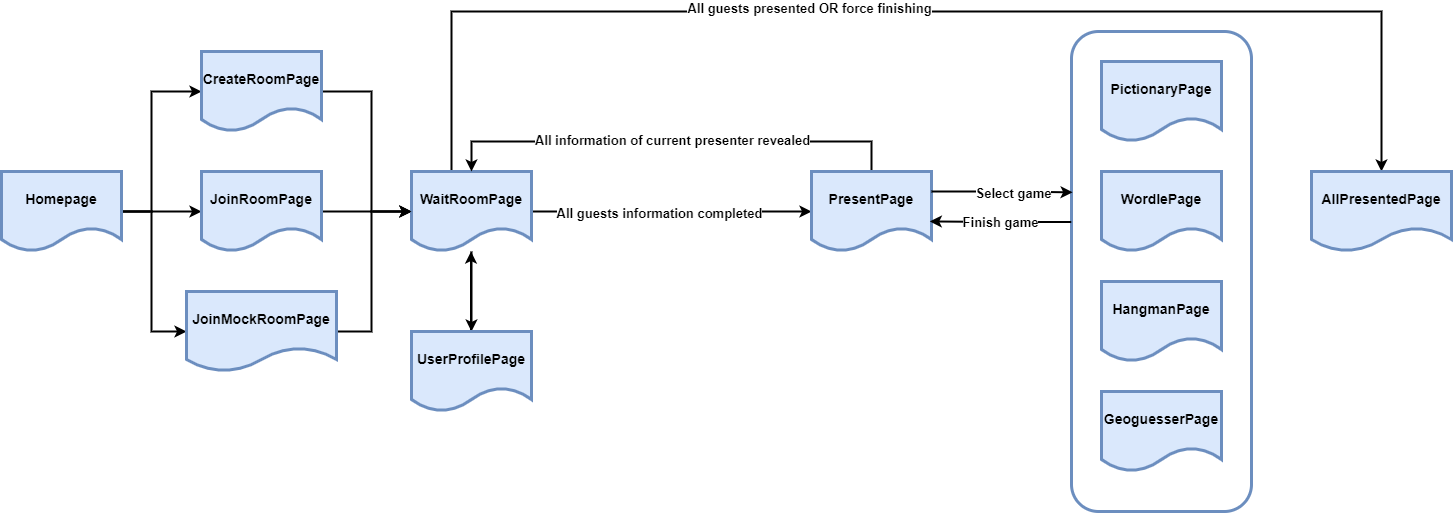 All guests presented OR force finishing
CreateRoomPage
PictionaryPage
All information of current presenter revealed
Homepage
JoinRoomPage
WaitRoomPage
All guests information completed
PresentPage
Select game
Finish game
WordlePage
AllPresentedPage
JoinMockRoomPage
HangmanPage
UserProfilePage
GeoguesserPage